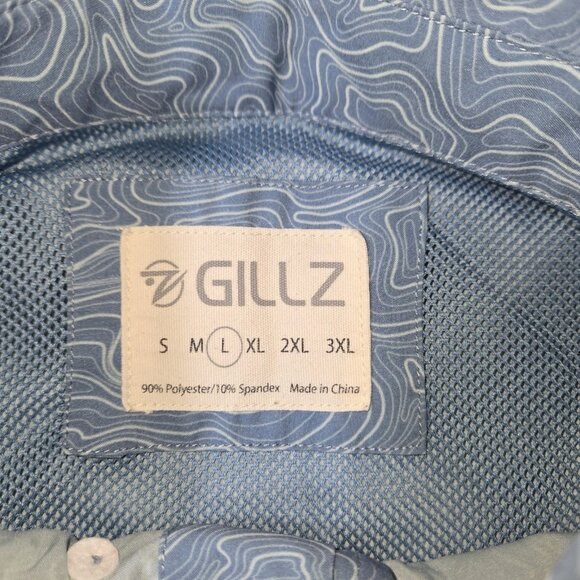 GILLZ
S M L XL 2XL 3XL
90% Polyester/10% Spandex Made in China